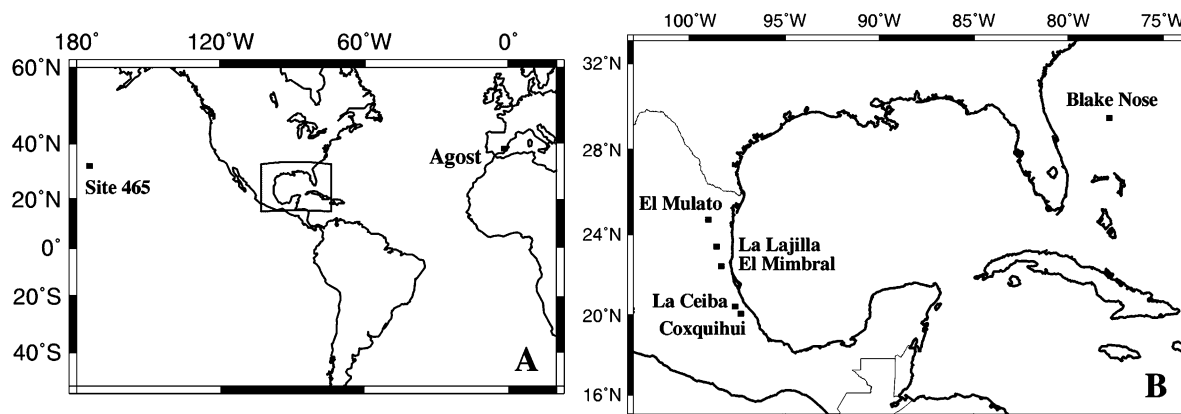 180° 120°W 60°W 0°
60°N
40°N
20°N
0°
20°S
40°S
Site 465
Agost
A
100°W 95°W 90°W 85°W 80°W 75°W
32°N
28°N
24°N
20°N
16°N
Blake Nose
El Mulato
La Lajilla
El Mimbral
La Ceiba
Coxquihui
B